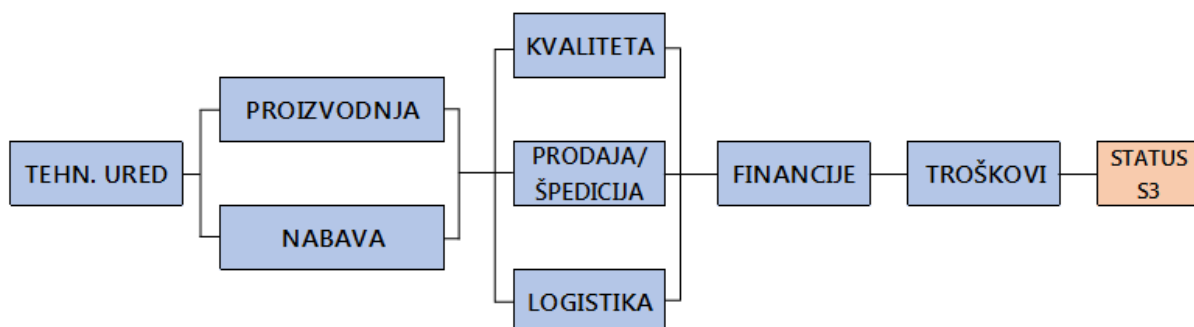 TEHN. URED
PROIZVODNJA
NABAVA
KVALITETA
PRODAJA/
ŠPEDICIJA
LOGISTIKA
FINANCIJE
TROŠKOVI
STATUS
S3